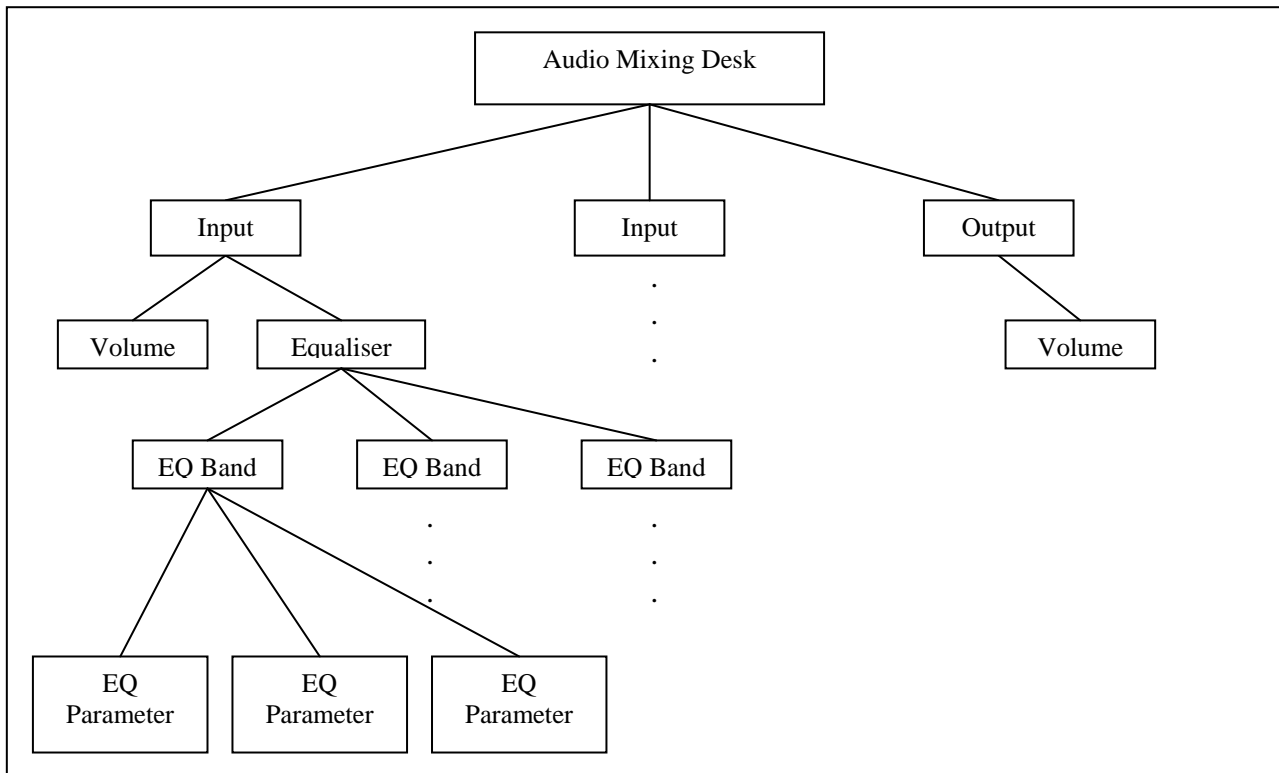 Audio Mixing Desk
Input
Input
Output
Volume
Equaliser
Volume
EQ Band
EQ Band
EQ Band
EQ
Parameter
EQ
Parameter
EQ
Parameter